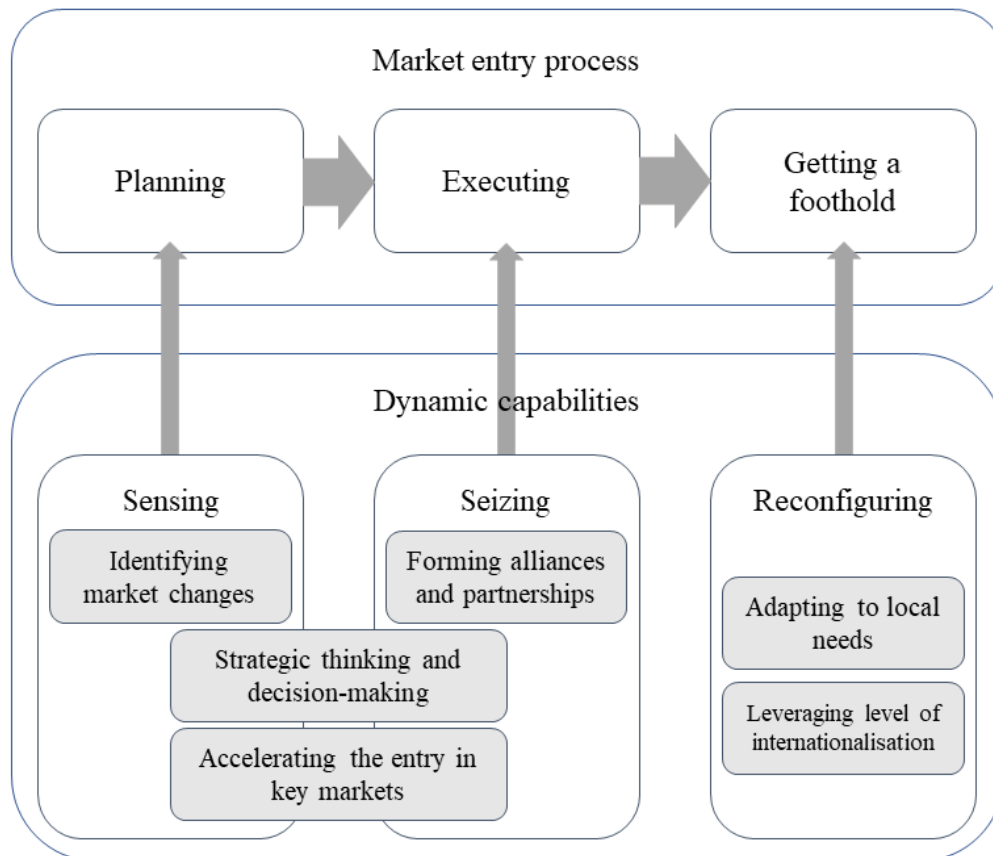 Market entry process
Planning
Executing
Getting a
foothold
Dynamic capabilities
Sensing
Identifying
market changes
Seizing
Forming alliances
and partnerships
Strategic thinking and
decision-making
Accelerating the entry in
key markets
Reconfiguring
Adapting to local
needs
Leveraging level of
internationalisation